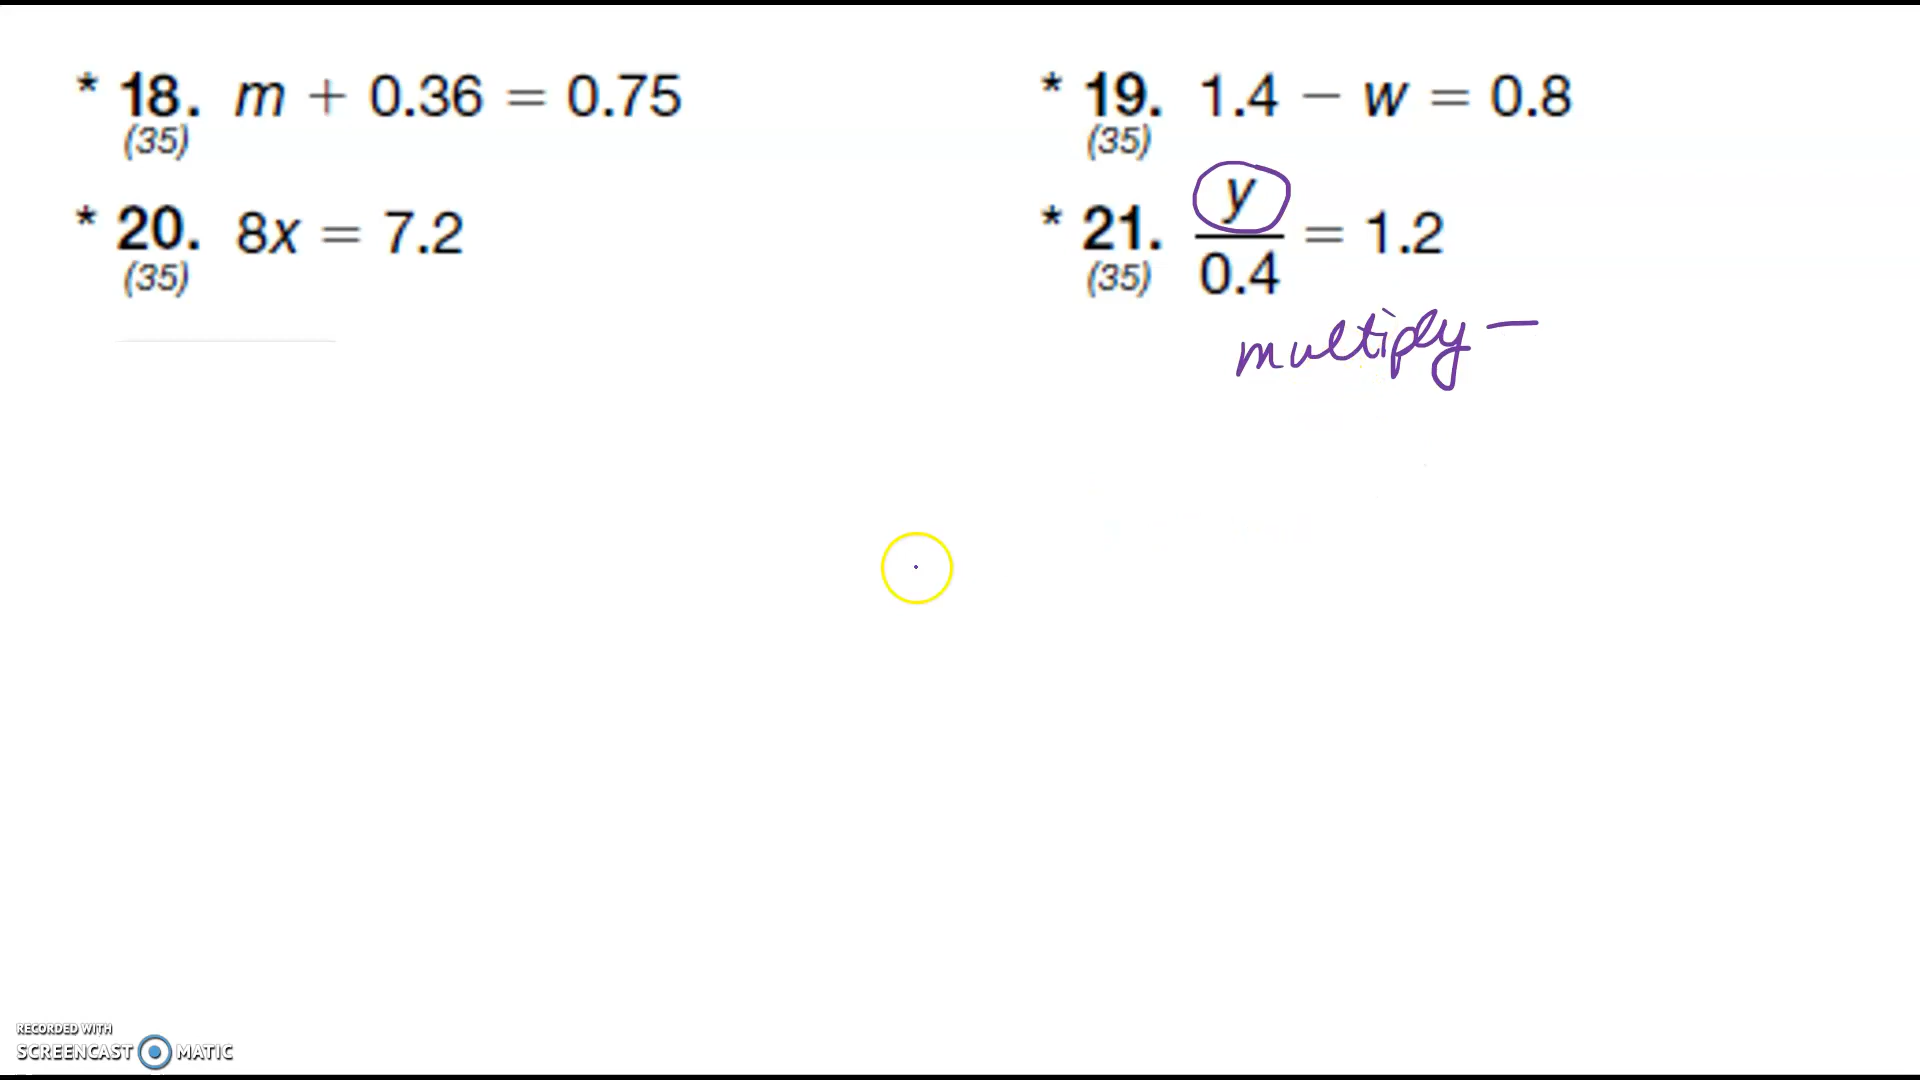 * 18. m + 0.36 = 0.75
(35)
* 19. 1.4 − w = 0.8
(35)
* 20. 8x = 7.2
(35)
* 21. y/0.4 = 1.2
(35)
multiply —
RECORDED WITH
SCREENCAST MATIC